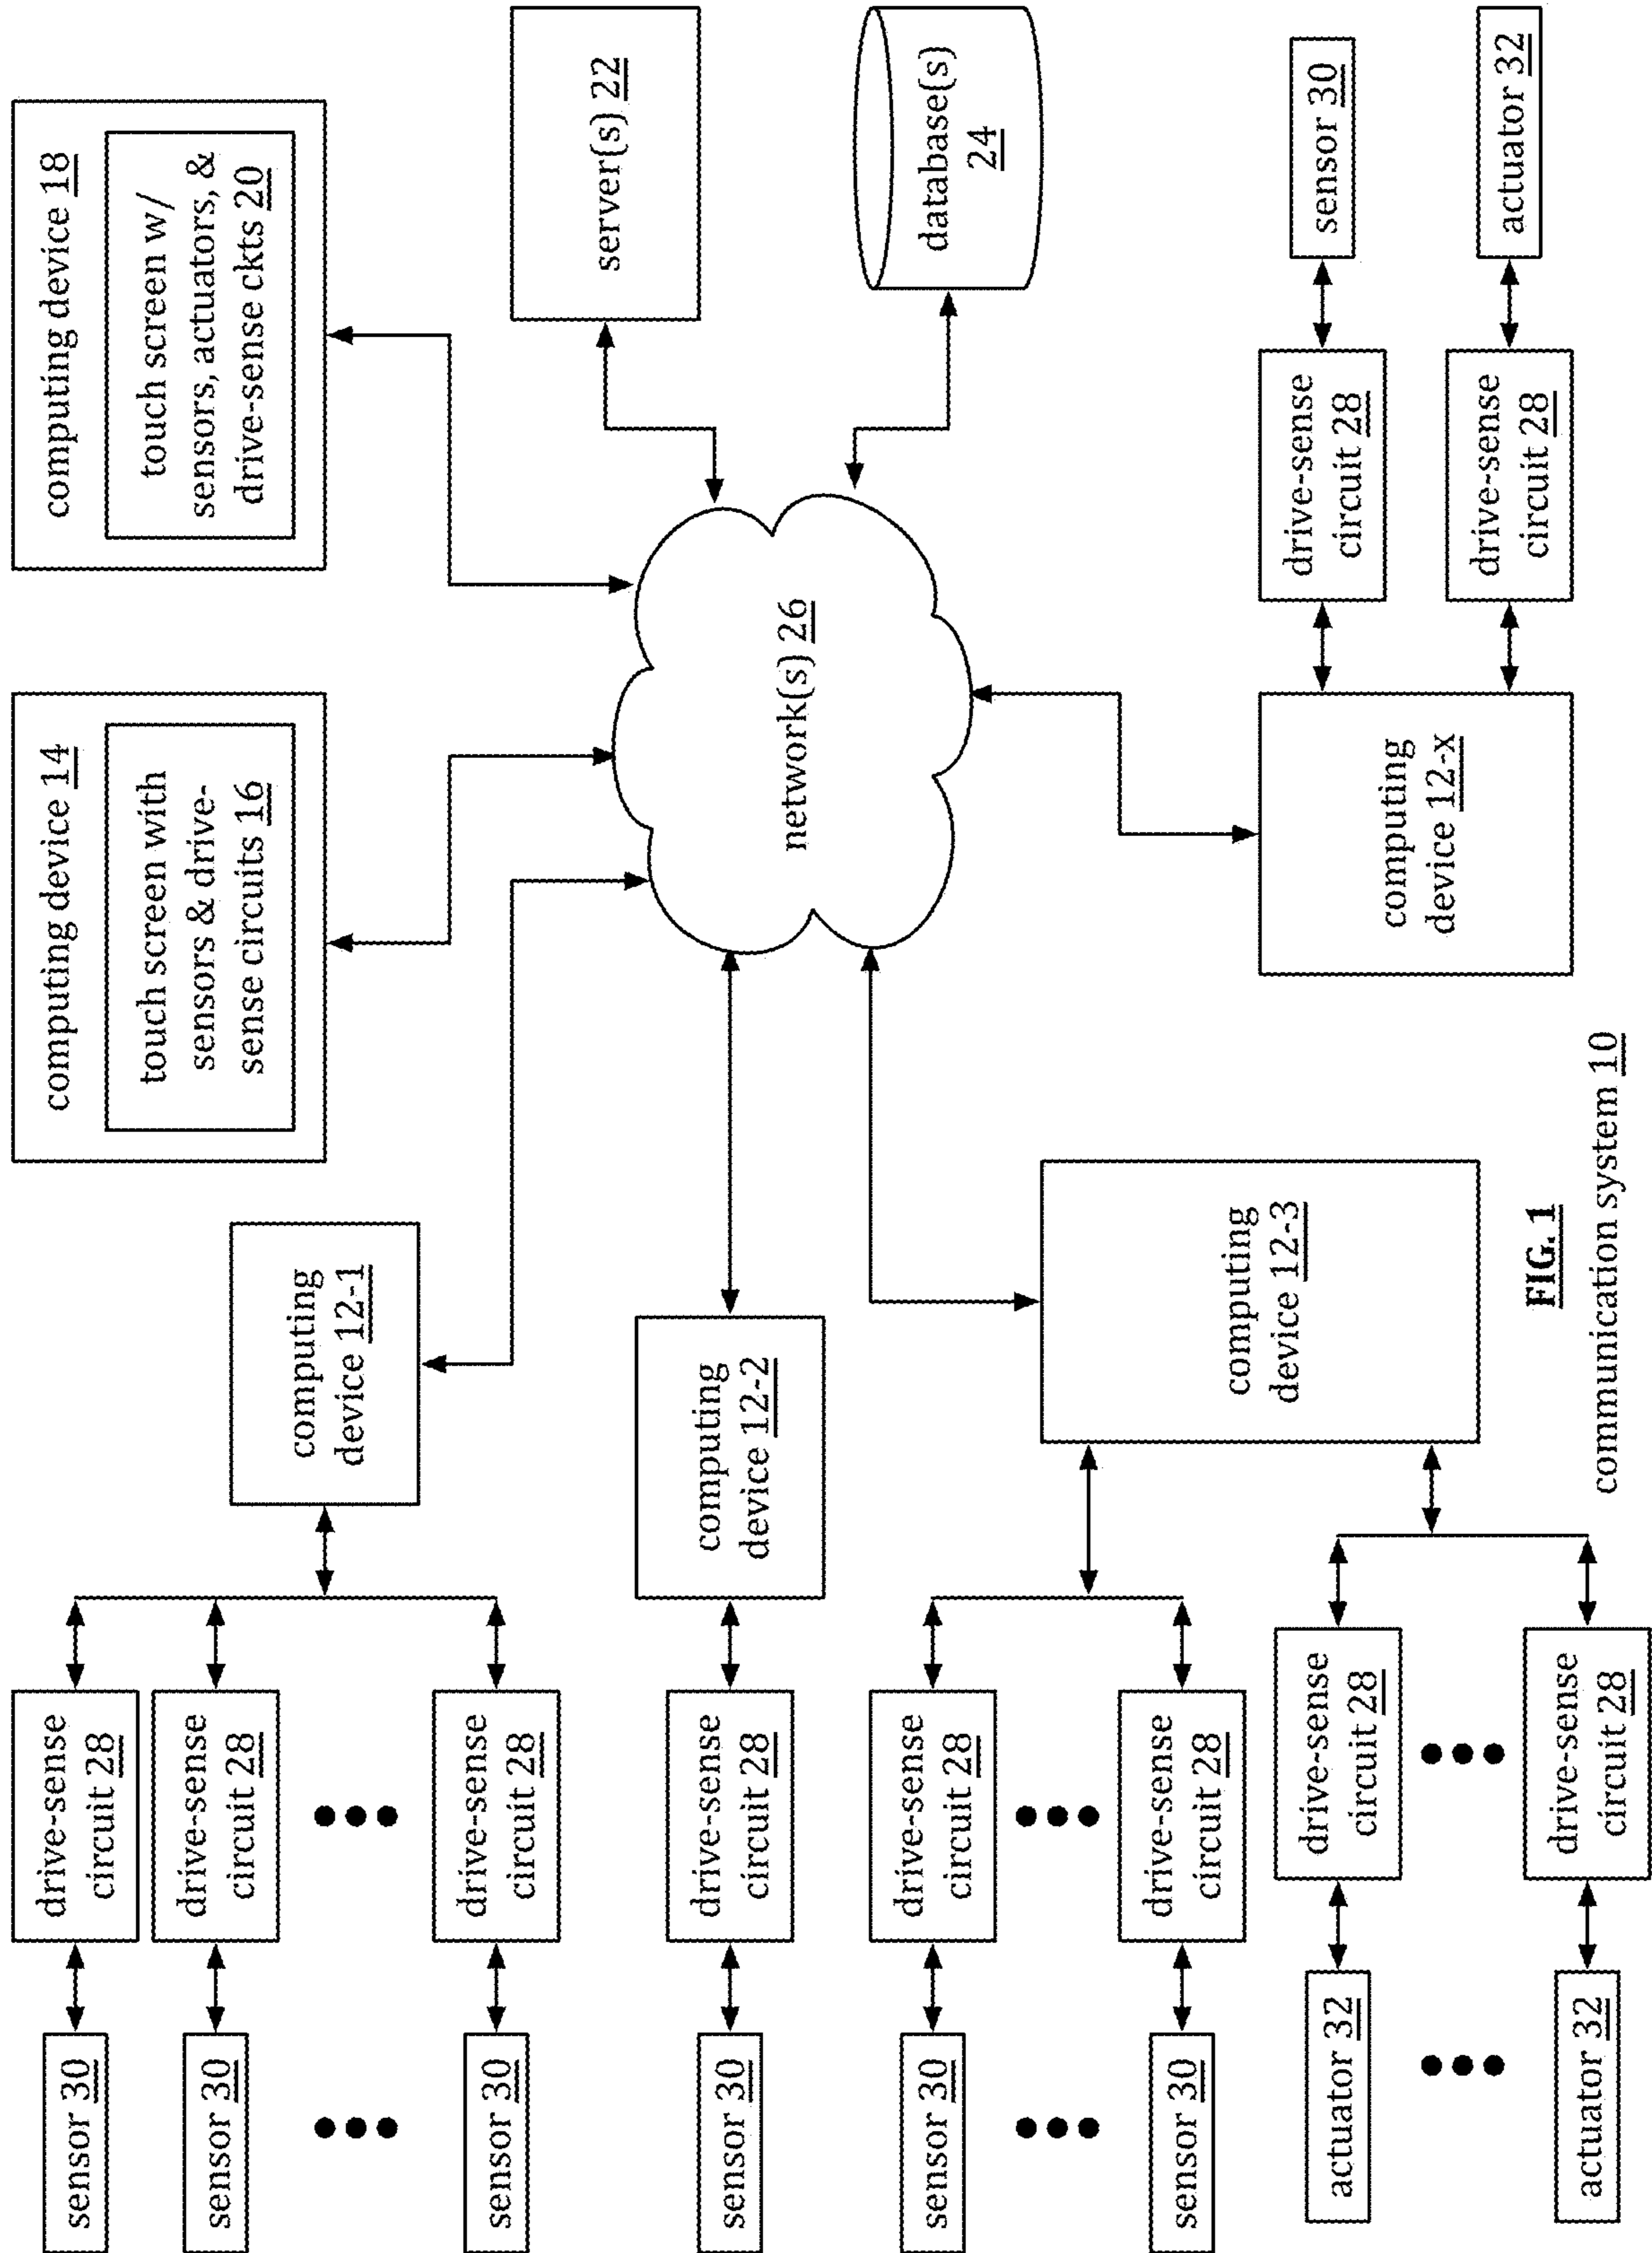 computing device 14
touch screen with
sensors & drive-
sense circuits 16
computing device 18
touch screen w/
sensors, actuators, &
drive-sense ckts 20
sensor 30
drive-sense
circuit 28
sensor 30
drive-sense
circuit 28
sensor 30
drive-sense
circuit 28
computing
device 12-1
server(s) 22
sensor 30
drive-sense
circuit 28
computing
device 12-2
network(s) 26
database(s)
24
sensor 30
drive-sense
circuit 28
sensor 30
drive-sense
circuit 28
computing
device 12-3
actuator 32
drive-sense
circuit 28
actuator 32
drive-sense
circuit 28
computing
device 12-x
drive-sense
circuit 28
sensor 30
drive-sense
circuit 28
actuator 32
FIG. 1
communication system 10